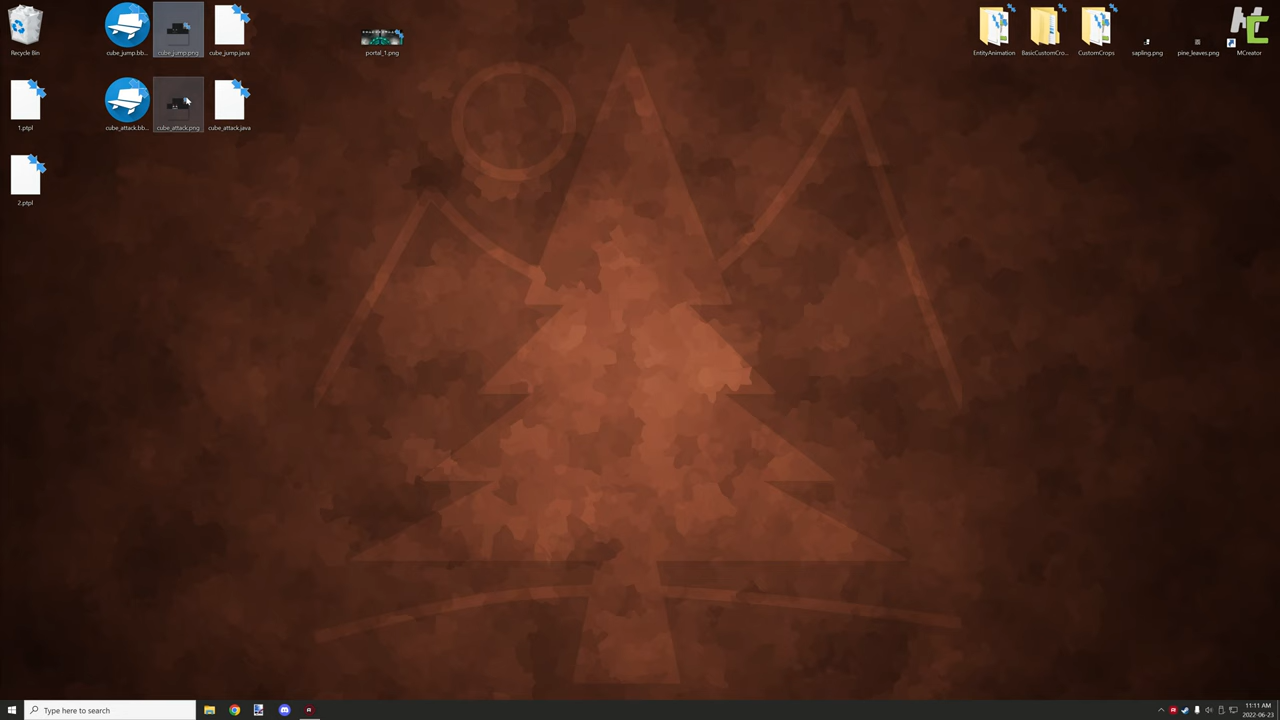 Recycle Bin
cube_jump.bb...
cube_jump.png
cube_jump.java
portal_1.png
EntityAnimation
BasicCustomCro...
CustomCrops
sapling.png
pine_leaves.png
MCreator
1.ptpl
cube_attack.bb...
cube_attack.png
cube_attack.java
2.ptpl
Type here to search
11:11 AM
2022-06-23